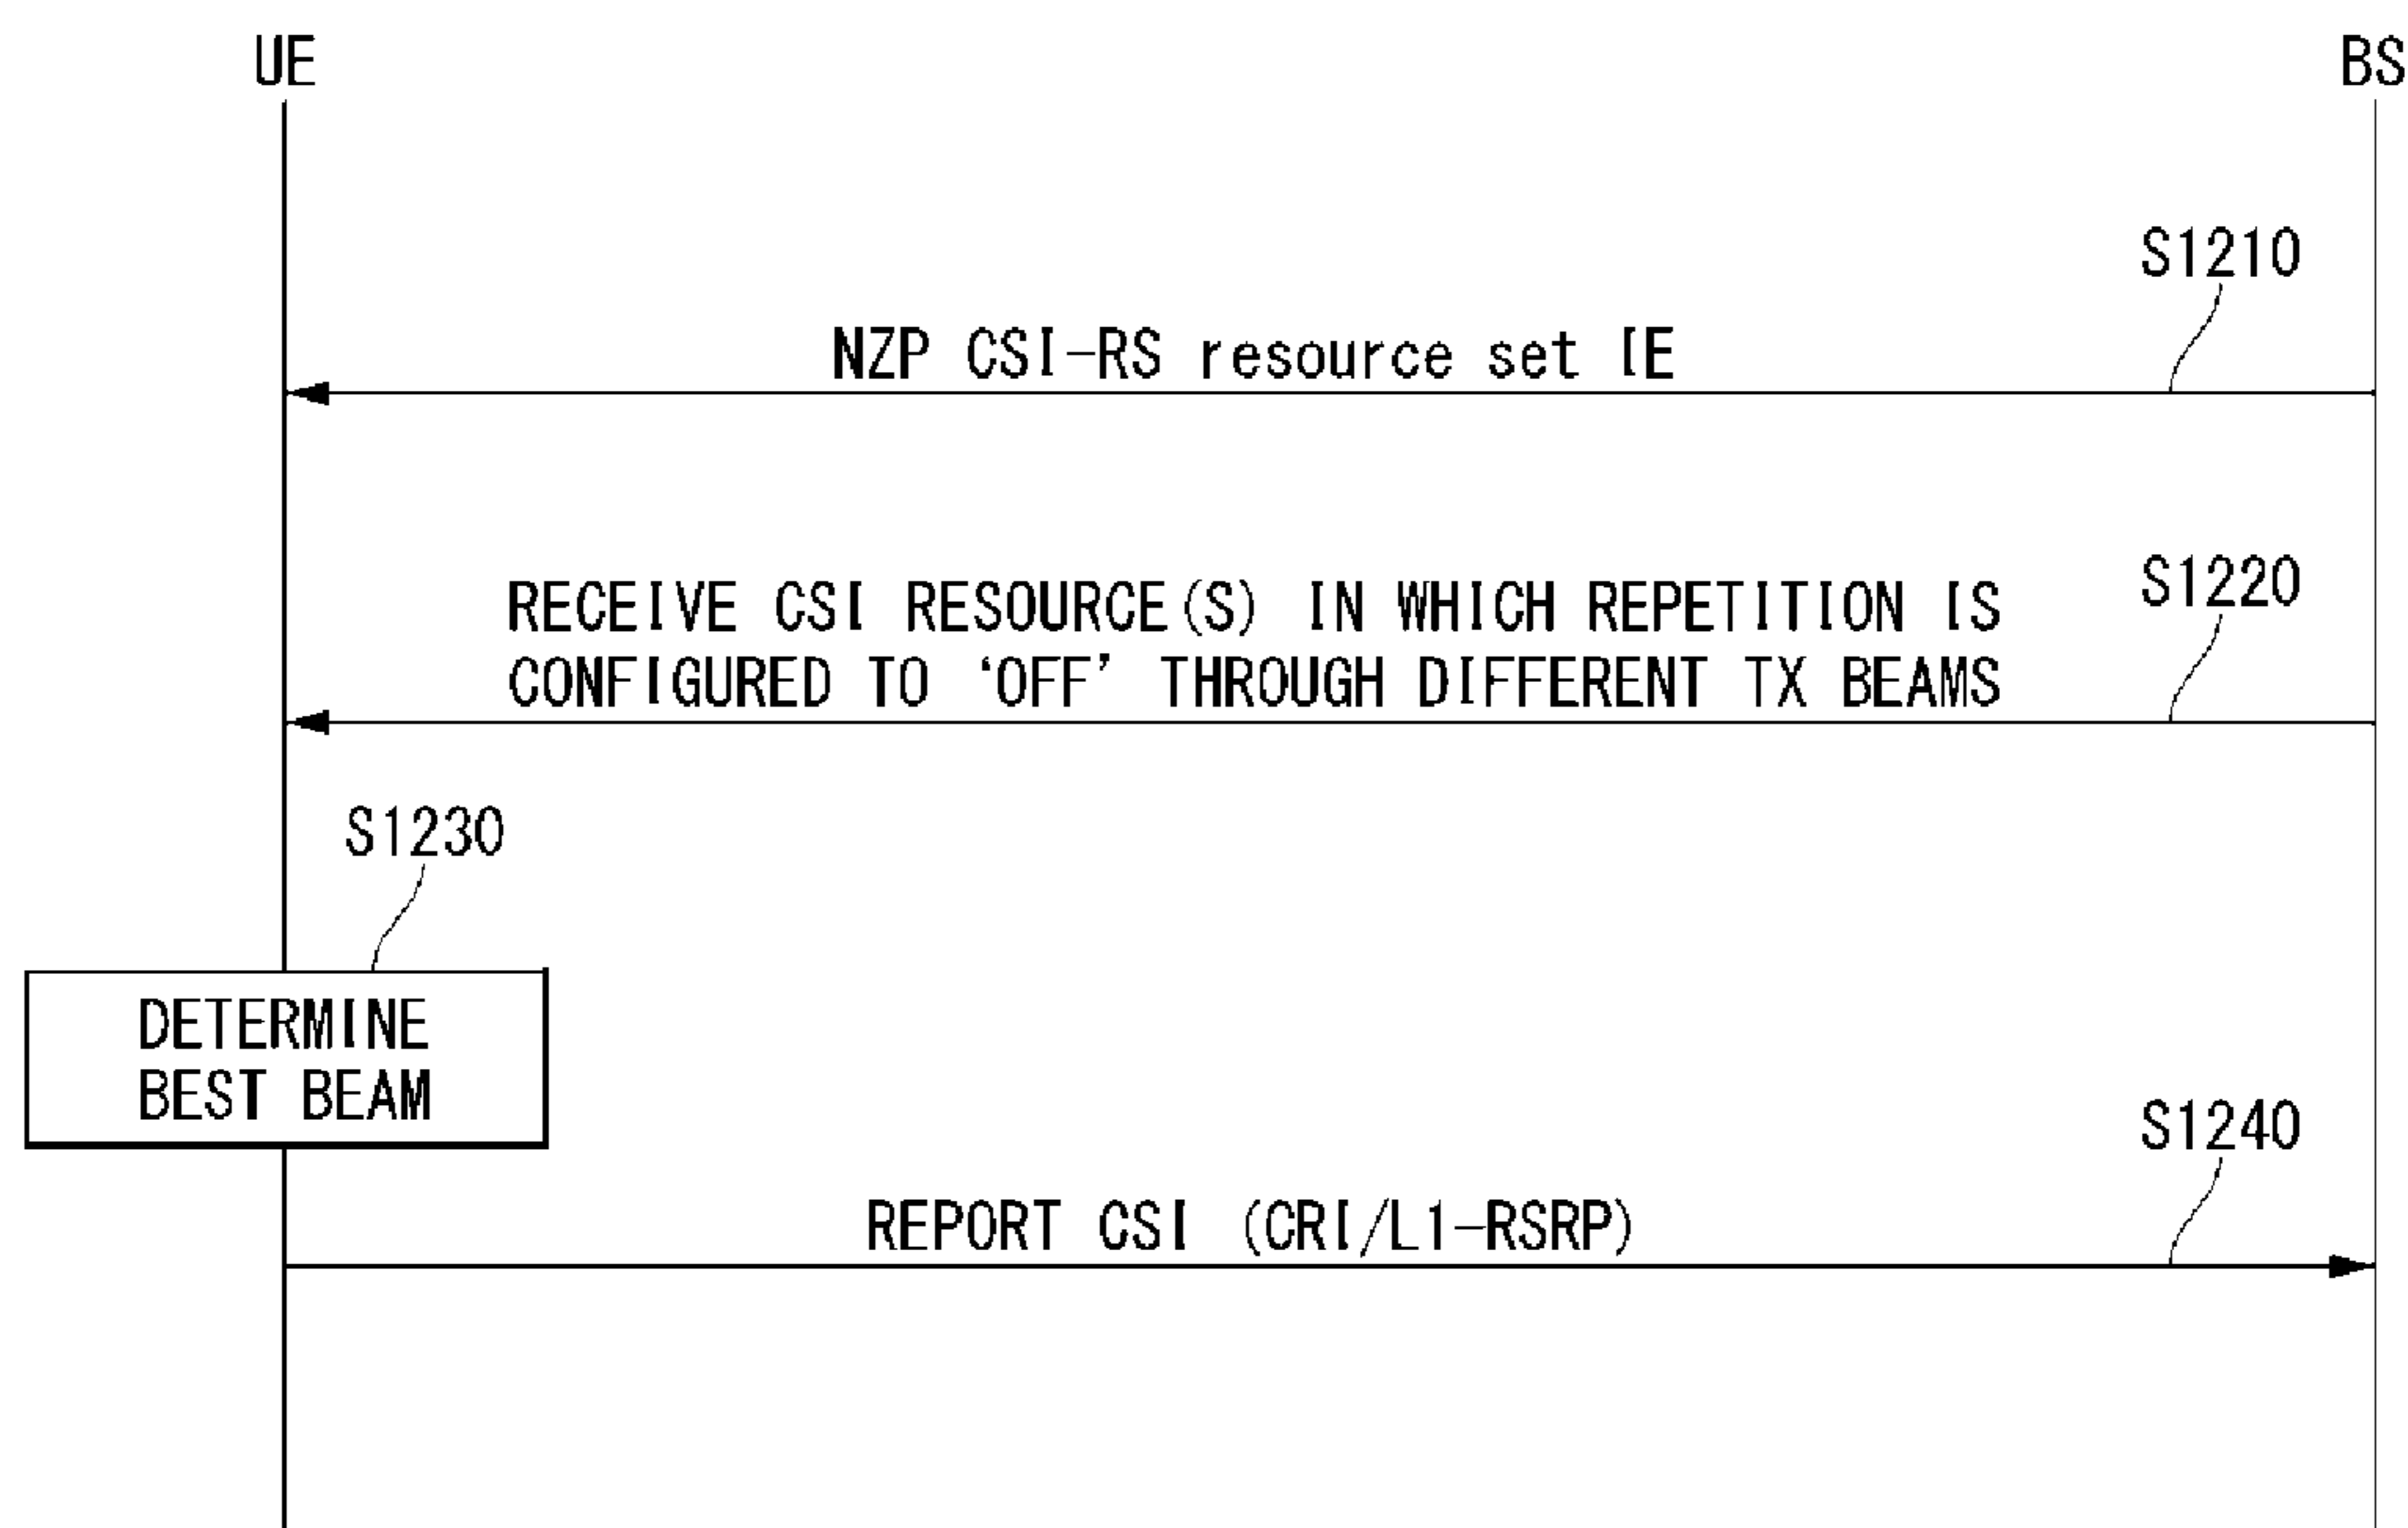 UE
BS
S1210
NZP CSI-RS resource set IE
S1220
RECEIVE CSI RESOURCE(S) IN WHICH REPETITION IS
CONFIGURED TO ‘OFF’ THROUGH DIFFERENT TX BEAMS
S1230
DETERMINE
BEST BEAM
S1240
REPORT CSI (CRI/L1-RSRP)